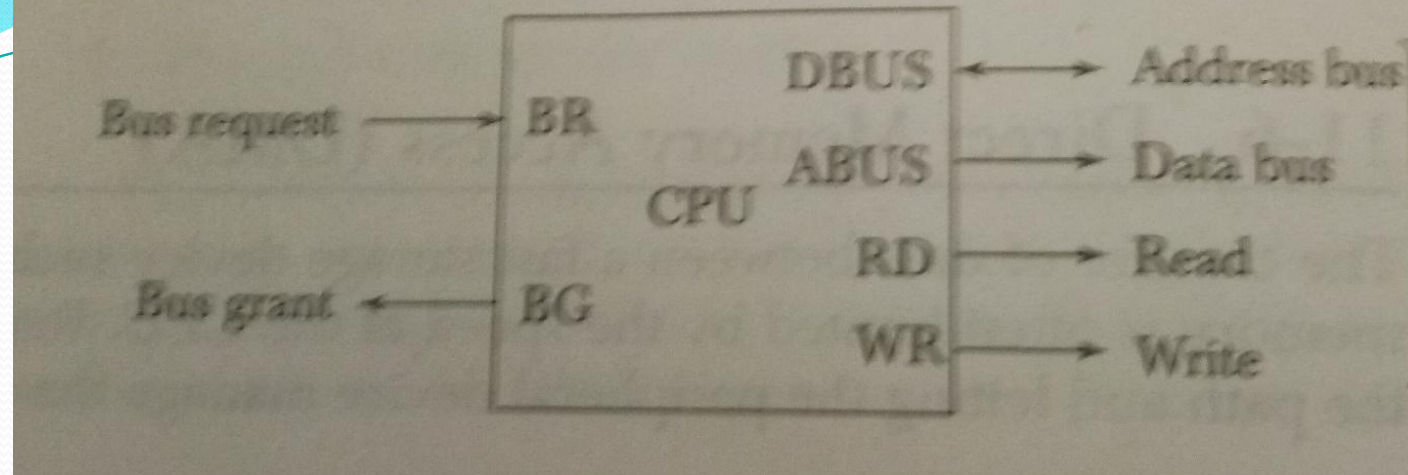 DBUS Address bus
Bus request BR
ABUS Data bus
CPU
RD Read
Bus grant BG
WR Write